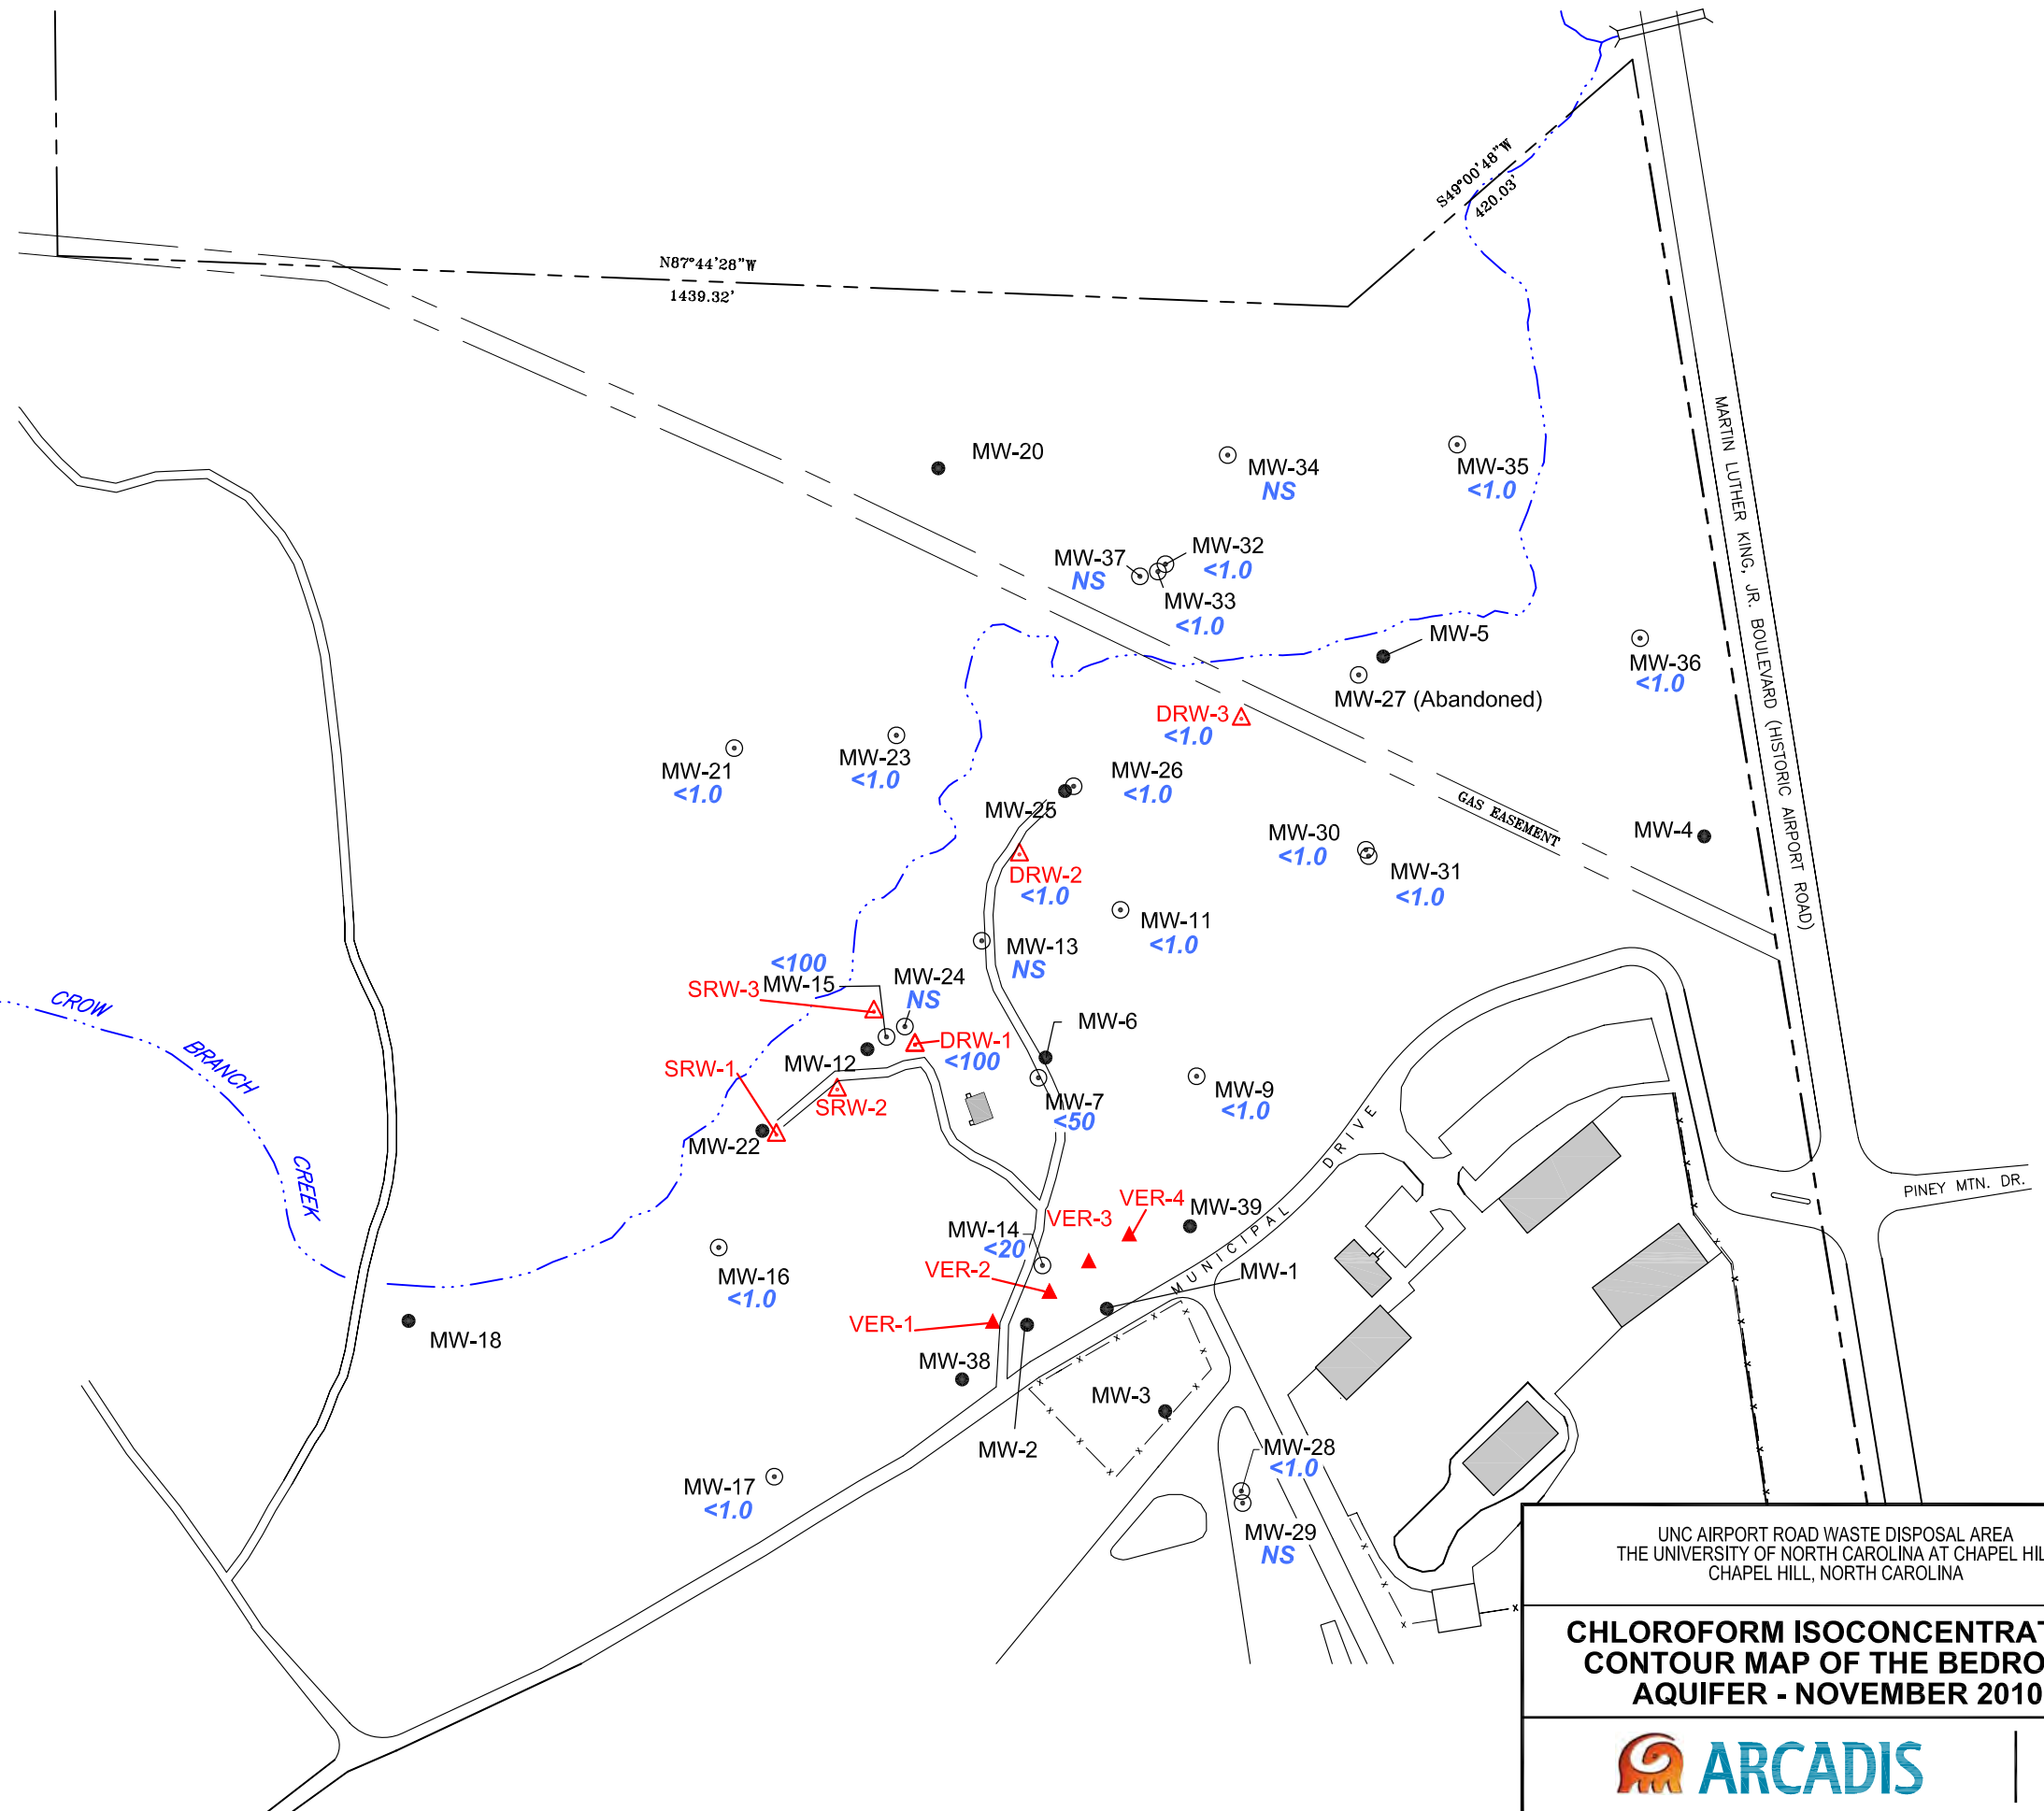 S49°00'48"W
420.03'
N87°44'28"W
1439.32'
MARTIN LUTHER KING, JR. BOULEVARD (HISTORIC AIRPORT ROAD)
MW-20
MW-34
NS
MW-35
<1.0
MW-37
NS
MW-32
<1.0
MW-33
<1.0
MW-5
MW-27 (Abandoned)
MW-36
<1.0
DRW-3
<1.0
MW-21
<1.0
MW-23
<1.0
MW-26
<1.0
MW-25
GAS EASEMENT
MW-4
MW-30
<1.0
MW-31
<1.0
DRW-2
<1.0
MW-11
<1.0
MW-13
NS
<100
MW-15
MW-24
NS
SRW-3
CROW
BRANCH
CREEK
MW-6
DRW-1
<100
MW-12
SRW-1
SRW-2
MW-7
<50
MW-9
<1.0
MW-22
MUNICIPAL DRIVE
PINEY MTN. DR.
VER-4
MW-39
VER-3
MW-14
<20
VER-2
MW-1
MW-16
<1.0
VER-1
MW-18
MW-38
MW-3
MW-2
MW-28
<1.0
MW-17
<1.0
MW-29
NS
UNC AIRPORT ROAD WASTE DISPOSAL AREA
THE UNIVERSITY OF NORTH CAROLINA AT CHAPEL HIL
CHAPEL HILL, NORTH CAROLINA
CHLOROFORM ISOCONCENTRAT
CONTOUR MAP OF THE BEDRO
AQUIFER - NOVEMBER 2010
ARCADIS